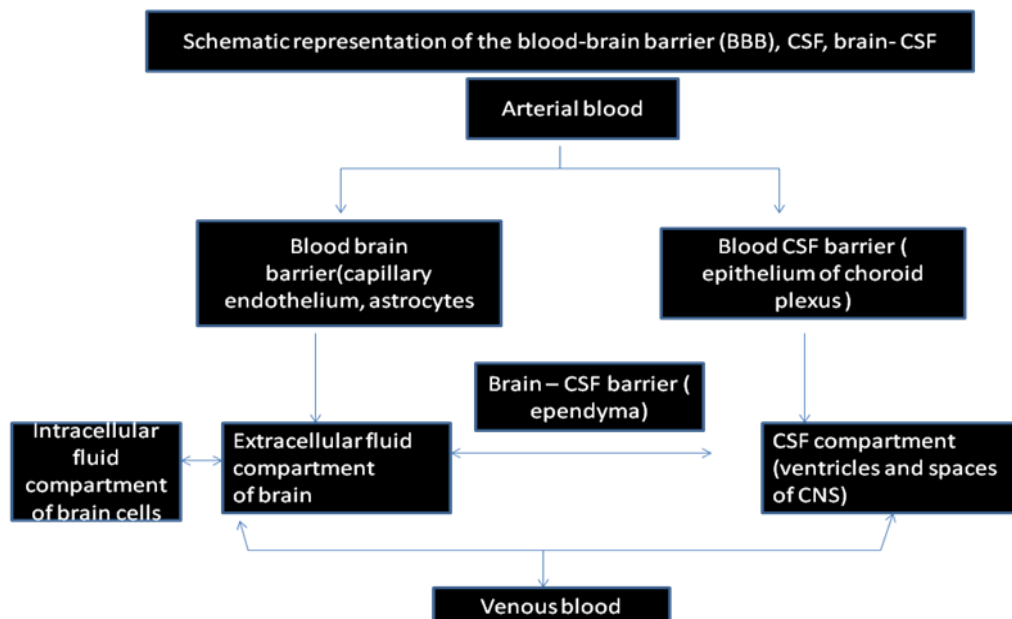 Schematic representation of the blood-brain barrier (BBB), CSF, brain- CSF
Arterial blood
Blood brain
barrier(capillary
endothelium, astrocytes
Blood CSF barrier (
epithelium of choroid
plexus )
Brain – CSF barrier (
ependyma)
Intracellular
fluid
compartment
of brain cells
Extracellular fluid
compartment
of brain
CSF compartment
(ventricles and spaces
of CNS)
Venous blood